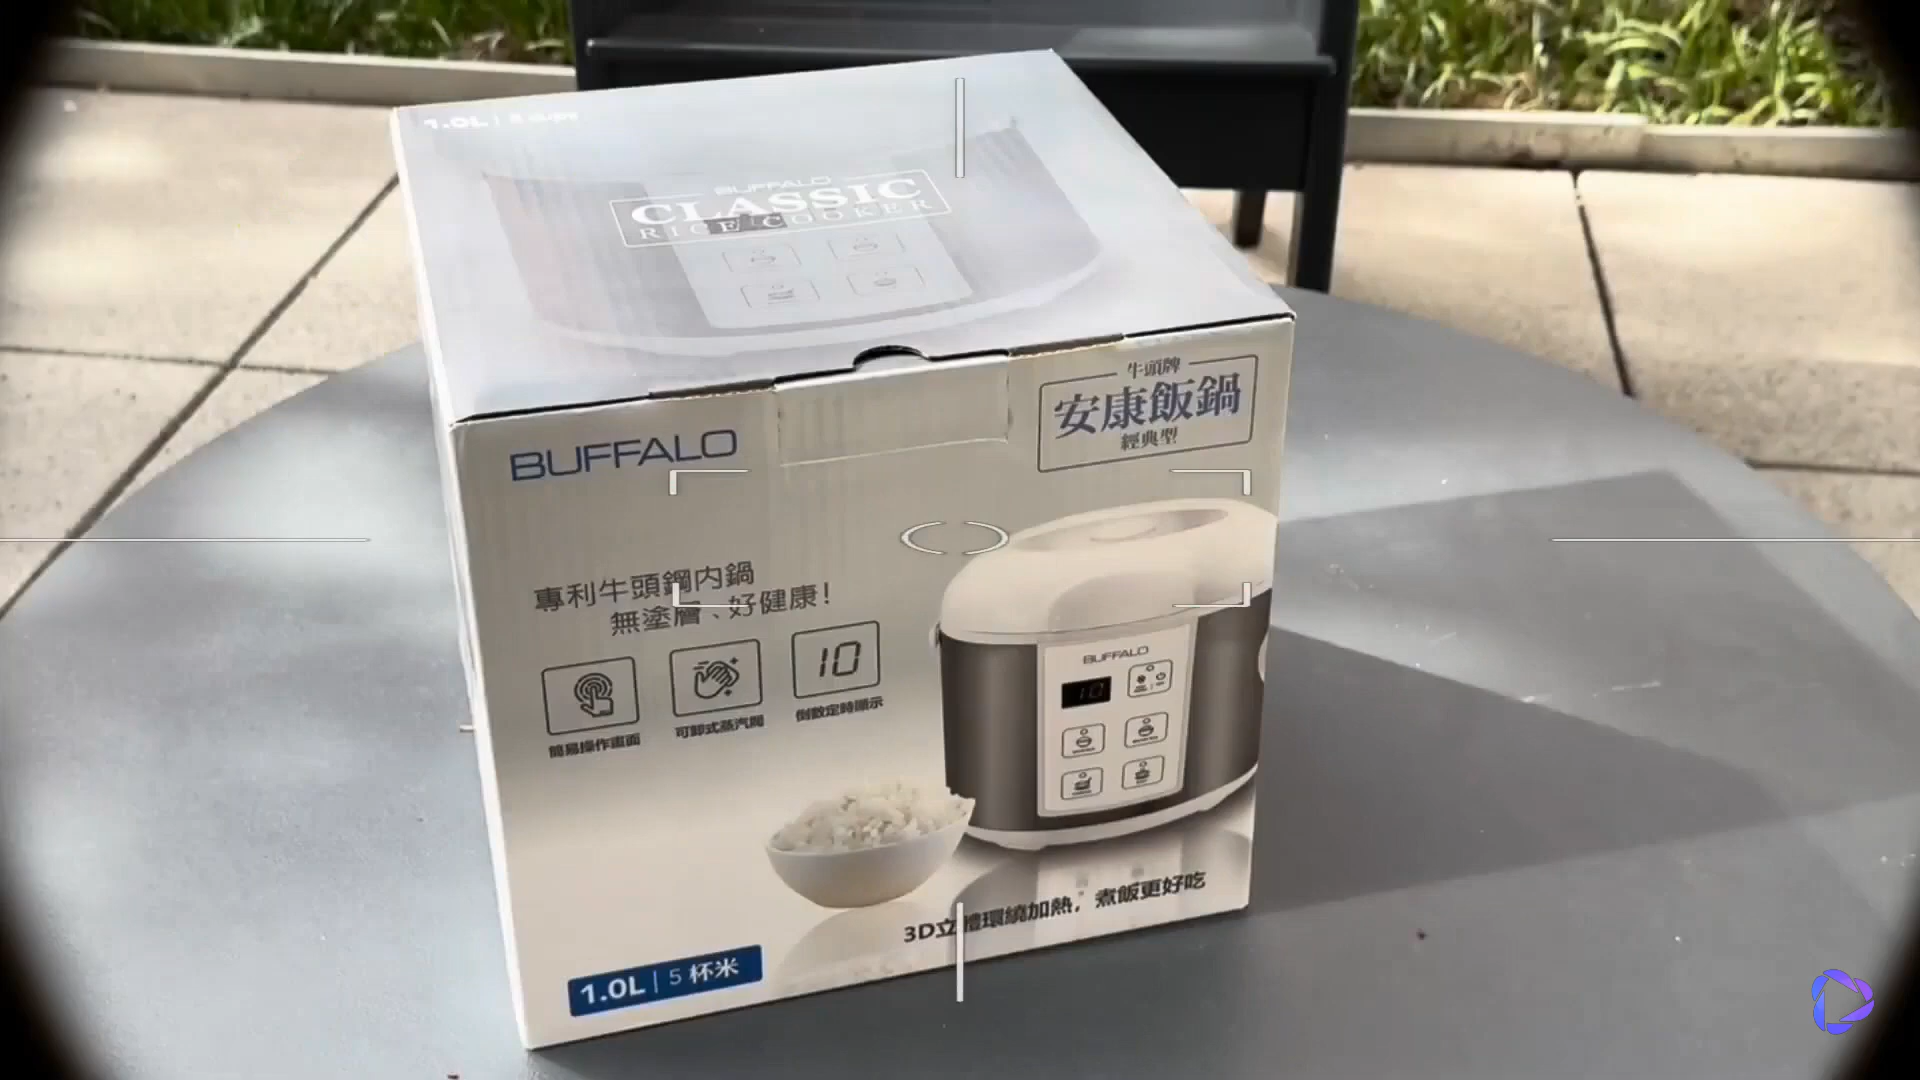 1.0L |
BUFFALO
CLASSIC
RICE COOKER
BUFFALO
牛頭牌
安康飯鍋
經典型
專利牛頭鋼內鍋
無塗層、好健康!
10
簡易操作畫面
可卸式蒸汽閥
倒數定時顯示
BUFFALO
10
3D立體環繞加熱，煮飯更好吃
1.0L | 5 杯米